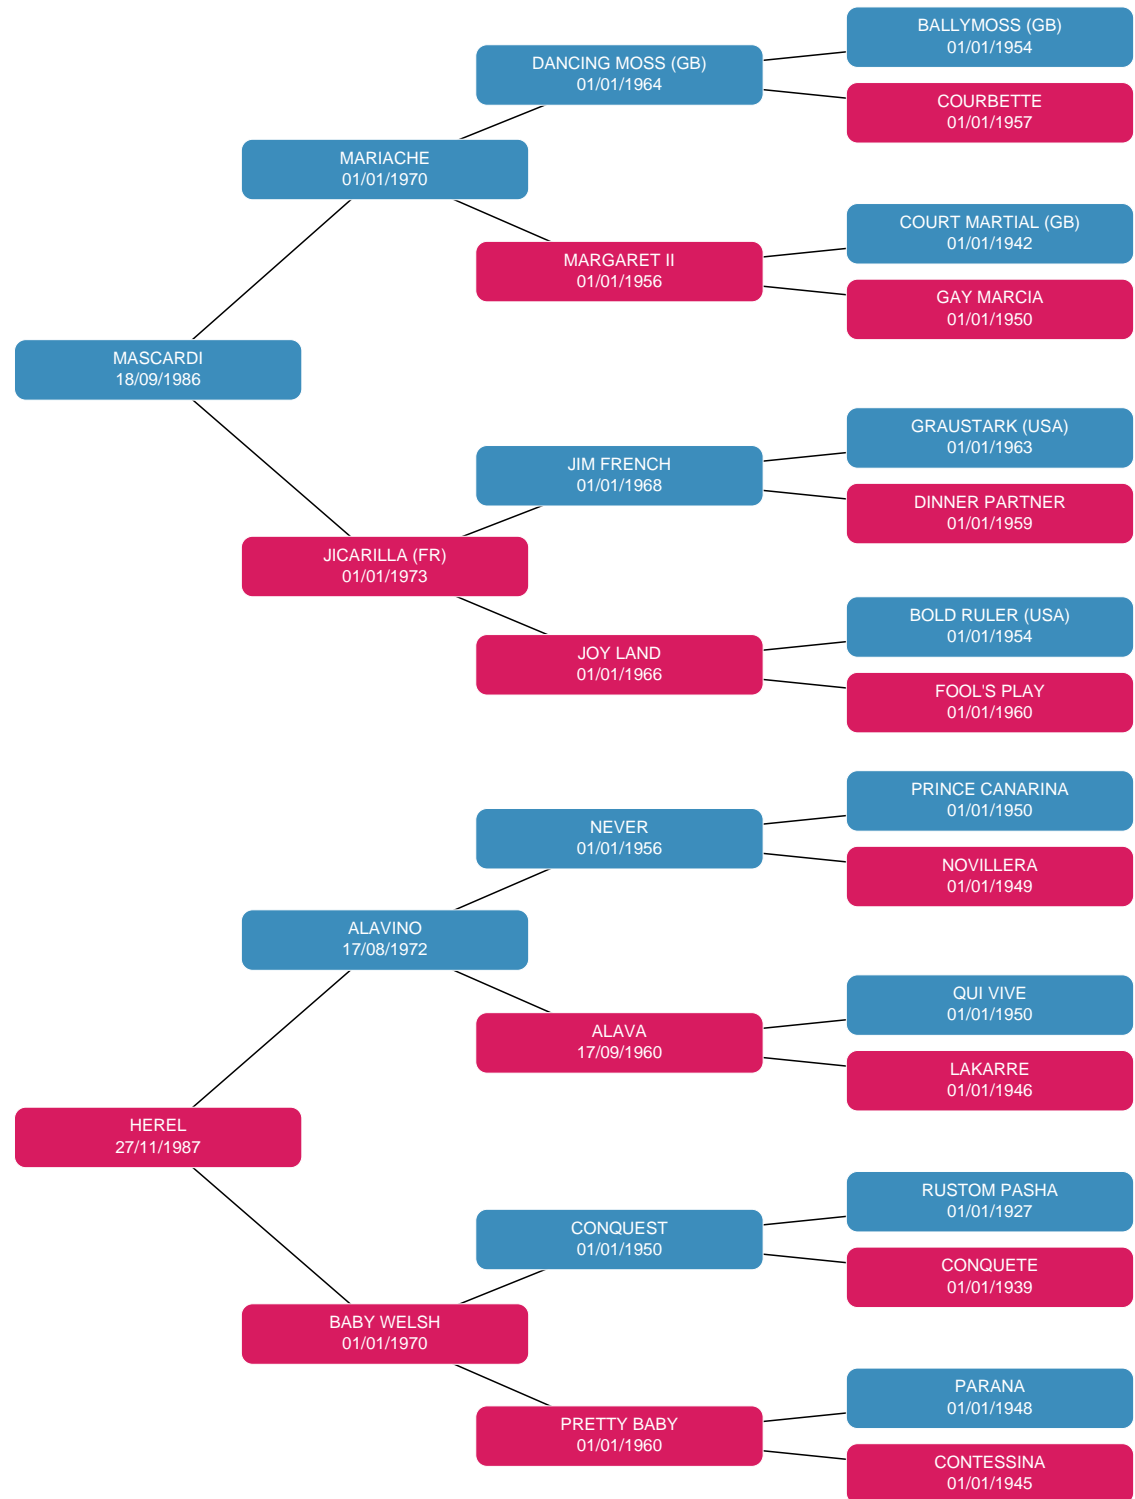 BALLYMOSS (GB)
01/01/1954
DANCING MOSS (GB)
01/01/1964
COURBETTE
01/01/1957
MARIACHE
01/01/1970
COURT MARTIAL (GB)
01/01/1942
MARGARET II
01/01/1956
GAY MARCIA
01/01/1950
MASCARDI
18/09/1986
GRAUSTARK (USA)
01/01/1963
JIM FRENCH
01/01/1968
DINNER PARTNER
01/01/1959
JICARILLA (FR)
01/01/1973
BOLD RULER (USA)
01/01/1954
JOY LAND
01/01/1966
FOOL'S PLAY
01/01/1960
PRINCE CANARINA
01/01/1950
NEVER
01/01/1956
NOVILLERA
01/01/1949
ALAVINO
17/08/1972
QUI VIVE
01/01/1950
ALAVA
17/09/1960
LAKARRE
01/01/1946
HEREL
27/11/1987
RUSTOM PASHA
01/01/1927
CONQUEST
01/01/1950
CONQUETE
01/01/1939
BABY WELSH
01/01/1970
PARANA
01/01/1948
PRETTY BABY
01/01/1960
CONTESSINA
01/01/1945